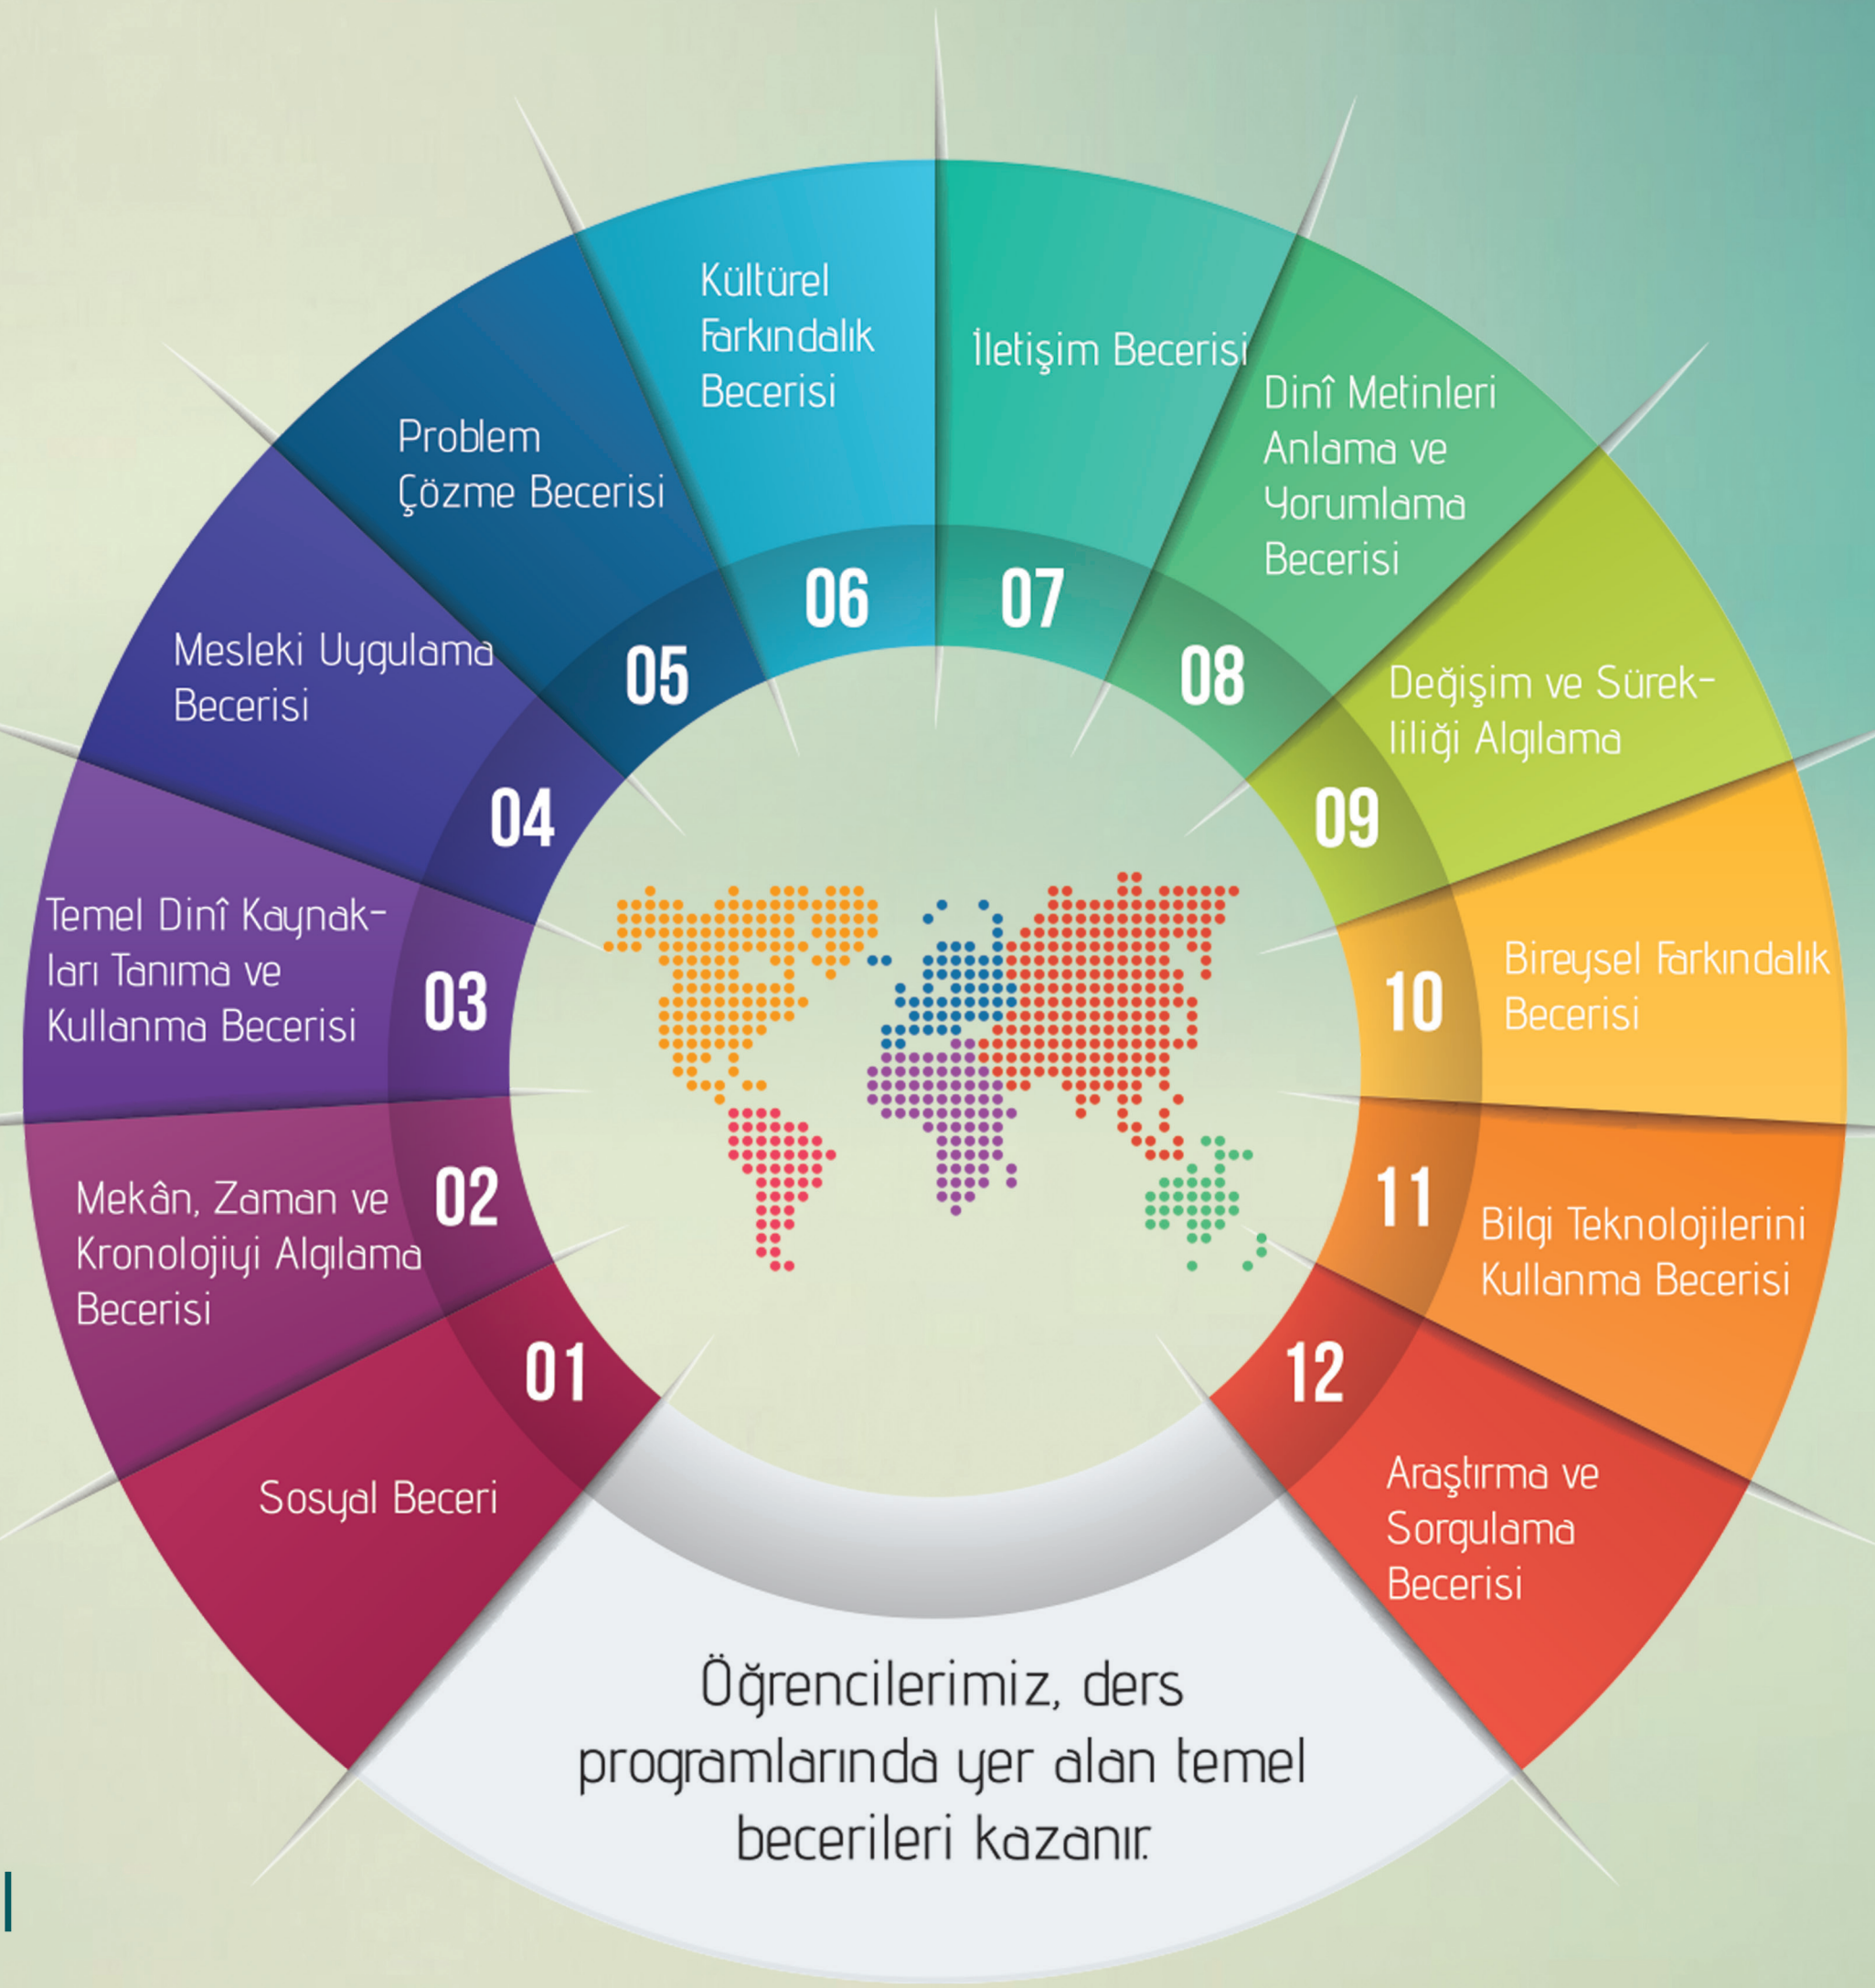 Sosyal Beceri
01
Mekân, Zaman ve
Kronolojiyi Algılama
Becerisi
02
Temel Dinî Kaynak-
ları Tanıma ve
Kullanma Becerisi
03
Mesleki Uygulama
Becerisi
04
Problem
Çözme Becerisi
05
Kültürel
Farkındalık
Becerisi
06
İletişim Becerisi
07
Dinî Metinleri
Anlama ve
Yorumlama
Becerisi
08
Değişim ve Sürek-
liliği Algılama
09
Bireysel Farkındalık
Becerisi
10
Bilgi Teknolojilerini
Kullanma Becerisi
11
Araştırma ve
Sorgulama
Becerisi
12
Öğrencilerimiz, ders
programlarında yer alan temel
becerileri kazanır.